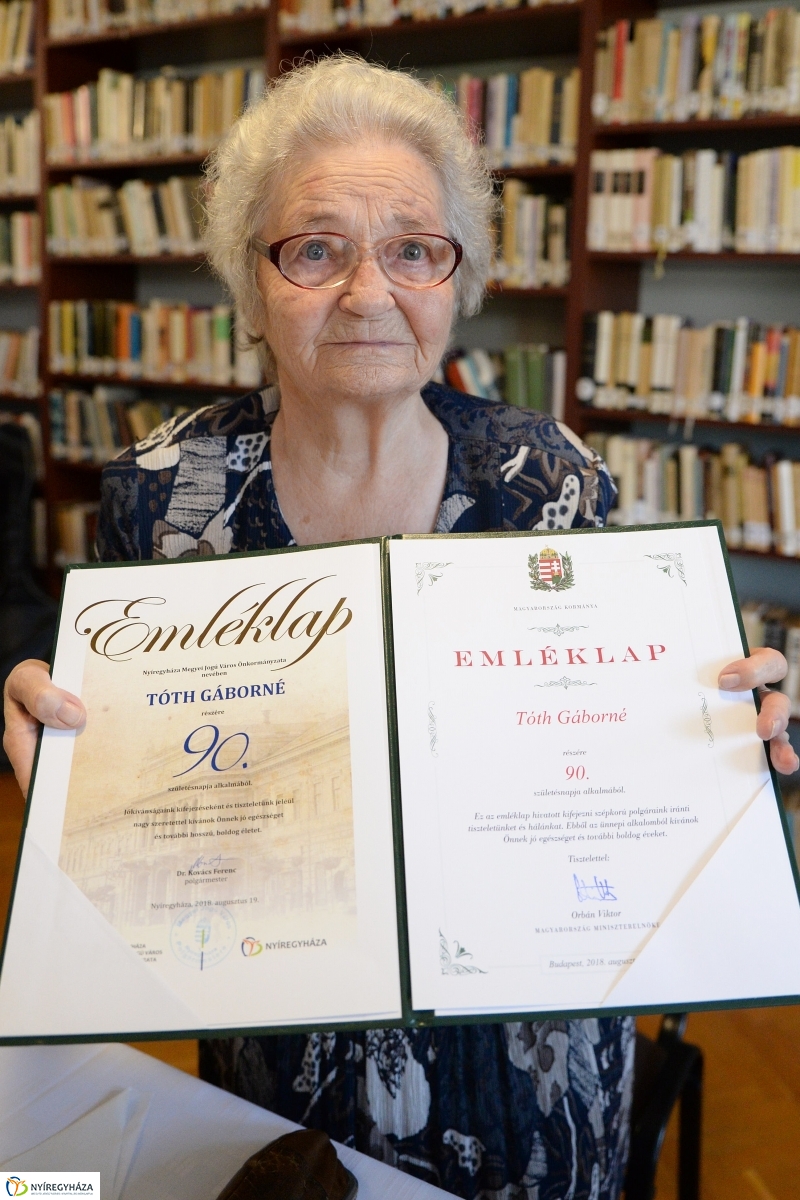 Emléklap
Nyíregyháza Megyei Jogú Város Önkormányzata
nevében
TÓTH GÁBORNÉ
részére
90.
születésnapja alkalmából.
Jókívánságaink kifejezéseként és tiszteletünk jeléül
nagy szeretettel kívánok Önnek jó egészséget
és további hosszú, boldog életet.
Dr. Kovács Ferenc
polgármester
Nyíregyháza, 2018. augusztus 19.
NYÍREGYHÁZA
MAGYARORSZÁG KORMÁNYA
EMLÉKLAP
Tóth Gáborné
részére
90.
születésnapja alkalmából.
Ez az emléklap hivatott kifejezni szépkorú polgáraink iránti
tiszteletünket és hálánkat. Ebből az ünnepi alkalomból kívánok
Önnek jó egészséget és további boldog éveket.
Tisztelettel:
Orbán Viktor
MAGYARORSZÁG MINISZTERELNÖKE
Budapest, 2018. augusz
NYÍREGYHÁZA